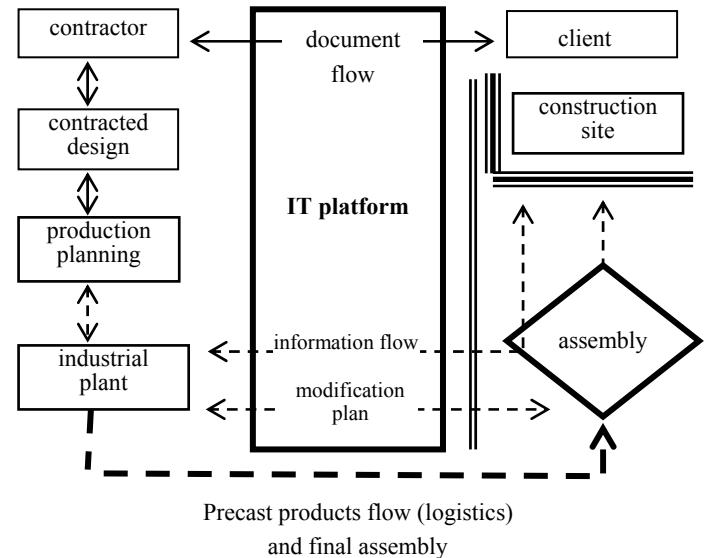 contractor
document
flow
client
contracted
design
construction
site
IT platform
production
planning
information flow
assembly
industrial
plant
modification
plan
Precast products flow (logistics)
and final assembly